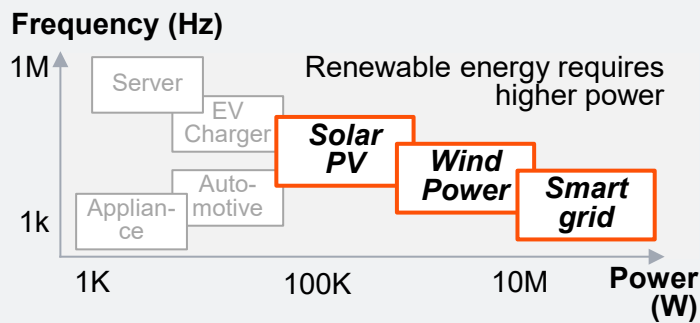 Frequency (Hz)
1M
Server
Renewable energy requires
higher power
EV
Charger
Solar
PV
Wind
Power
Smart
grid
Auto-
motive
Applian-
ce
1k
1K
100K
10M
Power
(W)